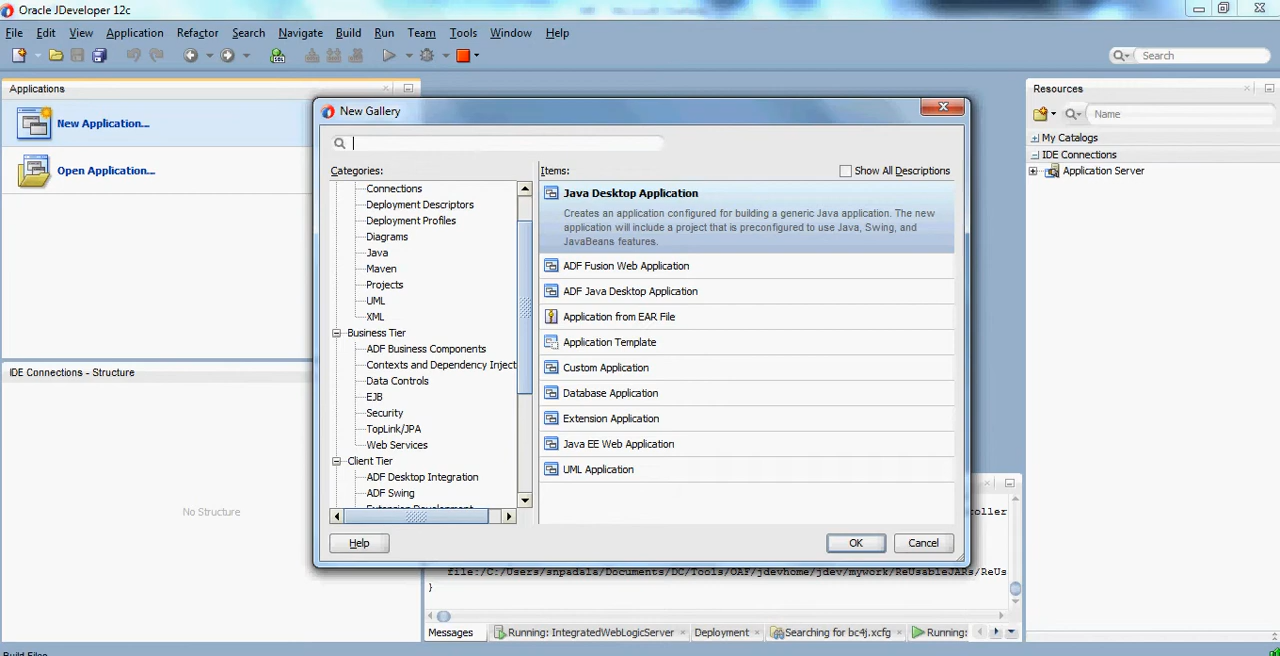 Oracle JDeveloper 12c
File Edit View Application Refactor Search Navigate Build Run Team Tools Window Help
Search
Applications
New Application...
Open Application...
IDE Connections - Structure
No Structure
New Gallery
Categories:
Connections
Deployment Descriptors
Deployment Profiles
Diagrams
Java
Maven
Projects
UML
XML
Business Tier
ADF Business Components
Contexts and Dependency Inject
Data Controls
EJB
Security
TopLink/JPA
Web Services
Client Tier
ADF Desktop Integration
ADF Swing
Items:
Show All Descriptions
Java Desktop Application
Creates an application configured for building a generic Java application. The new
application will include a project that is preconfigured to use Java, Swing, and
JavaBeans features.
ADF Fusion Web Application
ADF Java Desktop Application
Application from EAR File
Application Template
Custom Application
Database Application
Extension Application
Java EE Web Application
UML Application
Help OK Cancel
Resources
Name
My Catalogs
IDE Connections
Application Server
oller
file:/C:/Users/snpadala/Documents/DC/Tools/OAF/jdevhome/jdev/mywork/ReUsableJARs/ReUs
}
Messages Running: IntegratedWebLogicServer Deployment Searching for bc4j.xcfg Running: